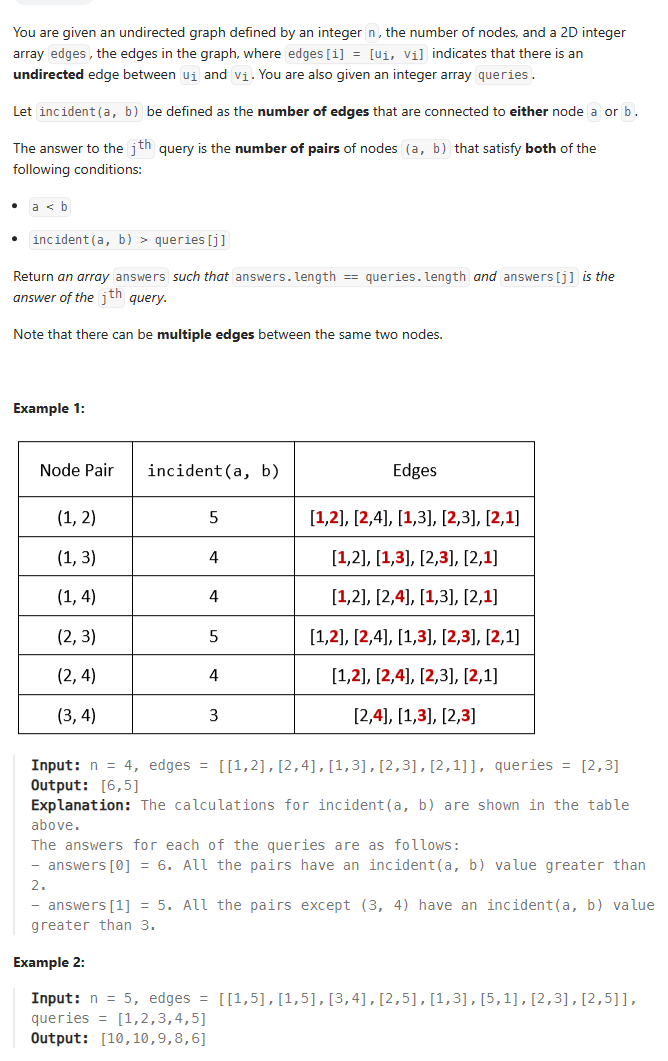 You are given an undirected graph defined by an integer n, the number of nodes, and a 2D integer
array edges, the edges in the graph, where edges[i] = [ui, vi] indicates that there is an
undirected edge between ui and vi. You are also given an integer array queries.
Let incident(a, b) be defined as the number of edges that are connected to either node a or b.
The answer to the jth query is the number of pairs of nodes (a, b) that satisfy both of the
following conditions:
• a < b
• incident(a, b) > queries[j]
Return an array answers such that answers.length == queries.length and answers[j] is the
answer of the jth query.
Note that there can be multiple edges between the same two nodes.
Example 1:
Node Pair incident(a, b) Edges
(1, 2) 5 [1,2], [2,4], [1,3], [2,3], [2,1]
(1, 3) 4 [1,2], [1,3], [2,3], [2,1]
(1, 4) 4 [1,2], [2,4], [1,3], [2,1]
(2, 3) 5 [1,2], [2,4], [1,3], [2,3], [2,1]
(2, 4) 4 [1,2], [2,4], [2,3], [2,1]
(3, 4) 3 [2,4], [1,3], [2,3]
Input: n = 4, edges = [[1,2],[2,4],[1,3],[2,3],[2,1]], queries = [2,3]
Output: [6,5]
Explanation: The calculations for incident(a, b) are shown in the table
above.
The answers for each of the queries are as follows:
- answers[0] = 6. All the pairs have an incident(a, b) value greater than
2.
- answers[1] = 5. All the pairs except (3, 4) have an incident(a, b) value
greater than 3.
Example 2:
Input: n = 5, edges = [[1,5],[1,5],[3,4],[2,5],[1,3],[5,1],[2,3],[2,5]],
queries = [1,2,3,4,5]
Output: [10,10,9,8,6]